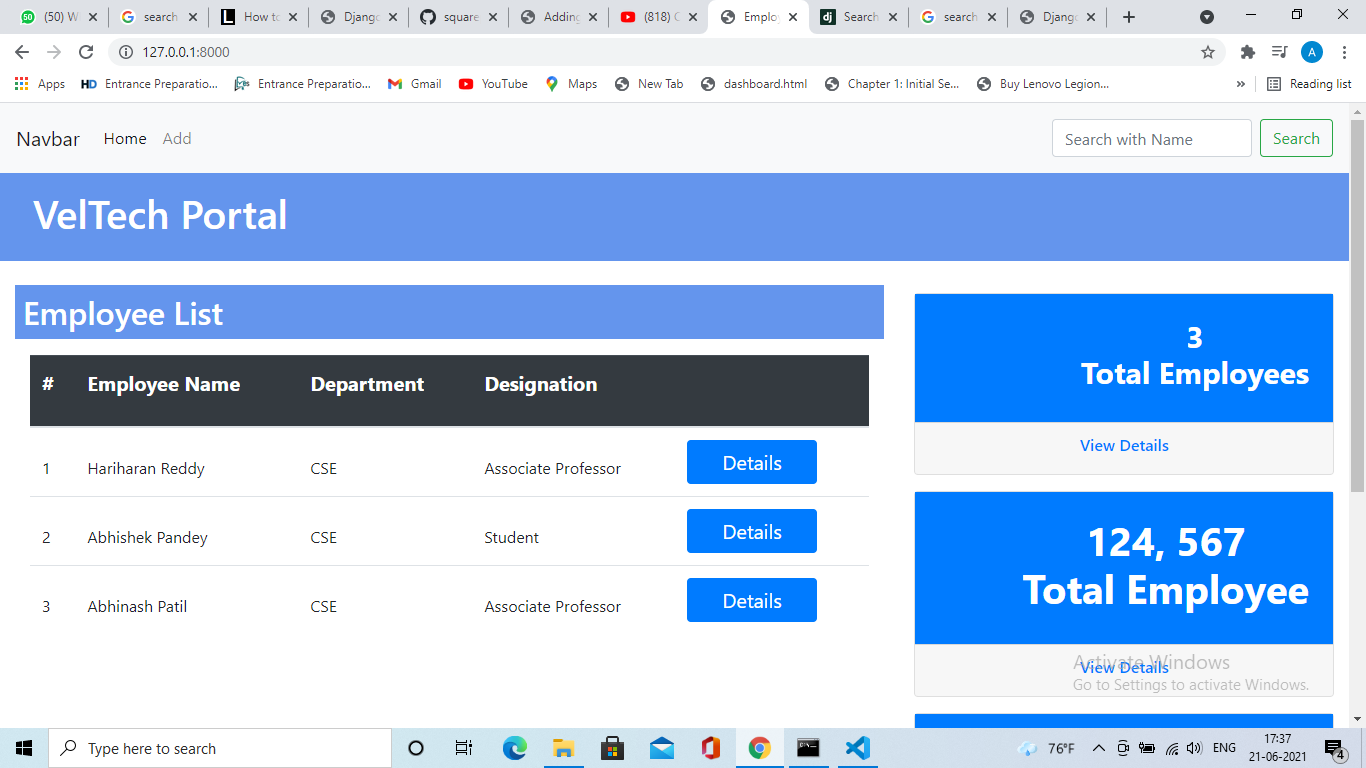 (50) W
search
How to
Django
square
Adding
(818) C
Employ
Search
search
Django
127.0.0.1:8000
A
Apps
Entrance Preparatio...
Entrance Preparatio...
Gmail
YouTube
Maps
New Tab
dashboard.html
Chapter 1: Initial Se...
Buy Lenovo Legion...
»
Reading list
Navbar
Home
Add
Search with Name
Search
VelTech Portal
Employee List
# Employee Name Department Designation
1 Hariharan Reddy CSE Associate Professor Details
2 Abhishek Pandey CSE Student Details
3 Abhinash Patil CSE Associate Professor Details
3
Total Employees
View Details
124, 567
Total Employee
View Details
Activate Windows
Go to Settings to activate Windows.
Type here to search
76°F
ENG
17:37
21-06-2021
4